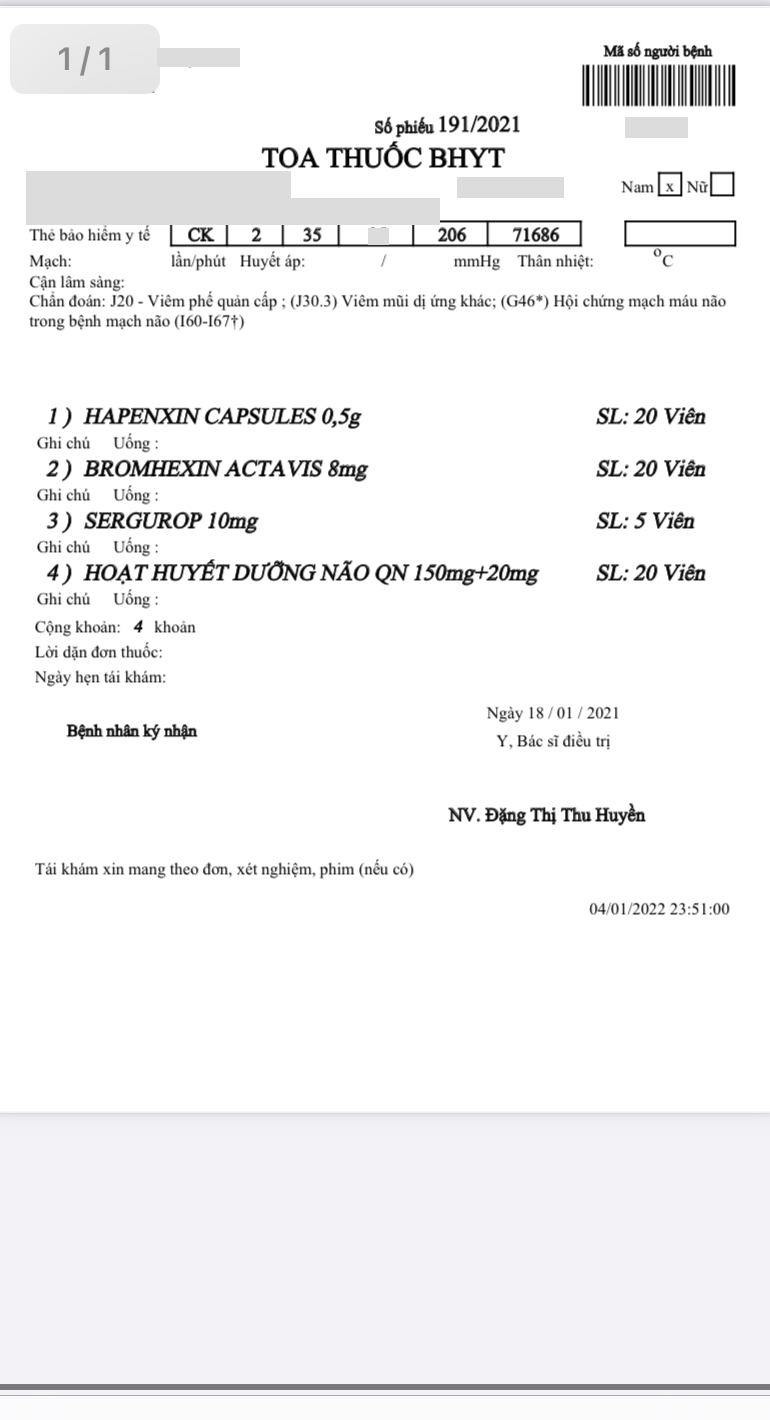 1/1
Mã số người bệnh
Số phiếu 191/2021
TOA THUỐC BHYT
Nam x Nữ
Thẻ bảo hiểm y tế CK 2 35 206 71686
Mạch: lần/phút Huyết áp: / mmHg Thân nhiệt: °C
Cận lâm sàng:
Chẩn đoán: J20 - Viêm phế quản cấp ; (J30.3) Viêm mũi dị ứng khác; (G46*) Hội chứng mạch máu não
trong bệnh mạch não (I60-I67†)
1 ) HAPENXIN CAPSULES 0,5g SL: 20 Viên
Ghi chú Uống :
2 ) BROMHEXIN ACTAVIS 8mg SL: 20 Viên
Ghi chú Uống :
3 ) SERGUROP 10mg SL: 5 Viên
Ghi chú Uống :
4 ) HOẠT HUYẾT DƯỠNG NÃO QN 150mg+20mg SL: 20 Viên
Ghi chú Uống :
Cộng khoản: 4 khoản
Lời dặn đơn thuốc:
Ngày hẹn tái khám:
Ngày 18 / 01 / 2021
Bệnh nhân ký nhận
Y, Bác sĩ điều trị
NV. Đặng Thị Thu Huyền
Tái khám xin mang theo đơn, xét nghiệm, phim (nếu có)
04/01/2022 23:51:00